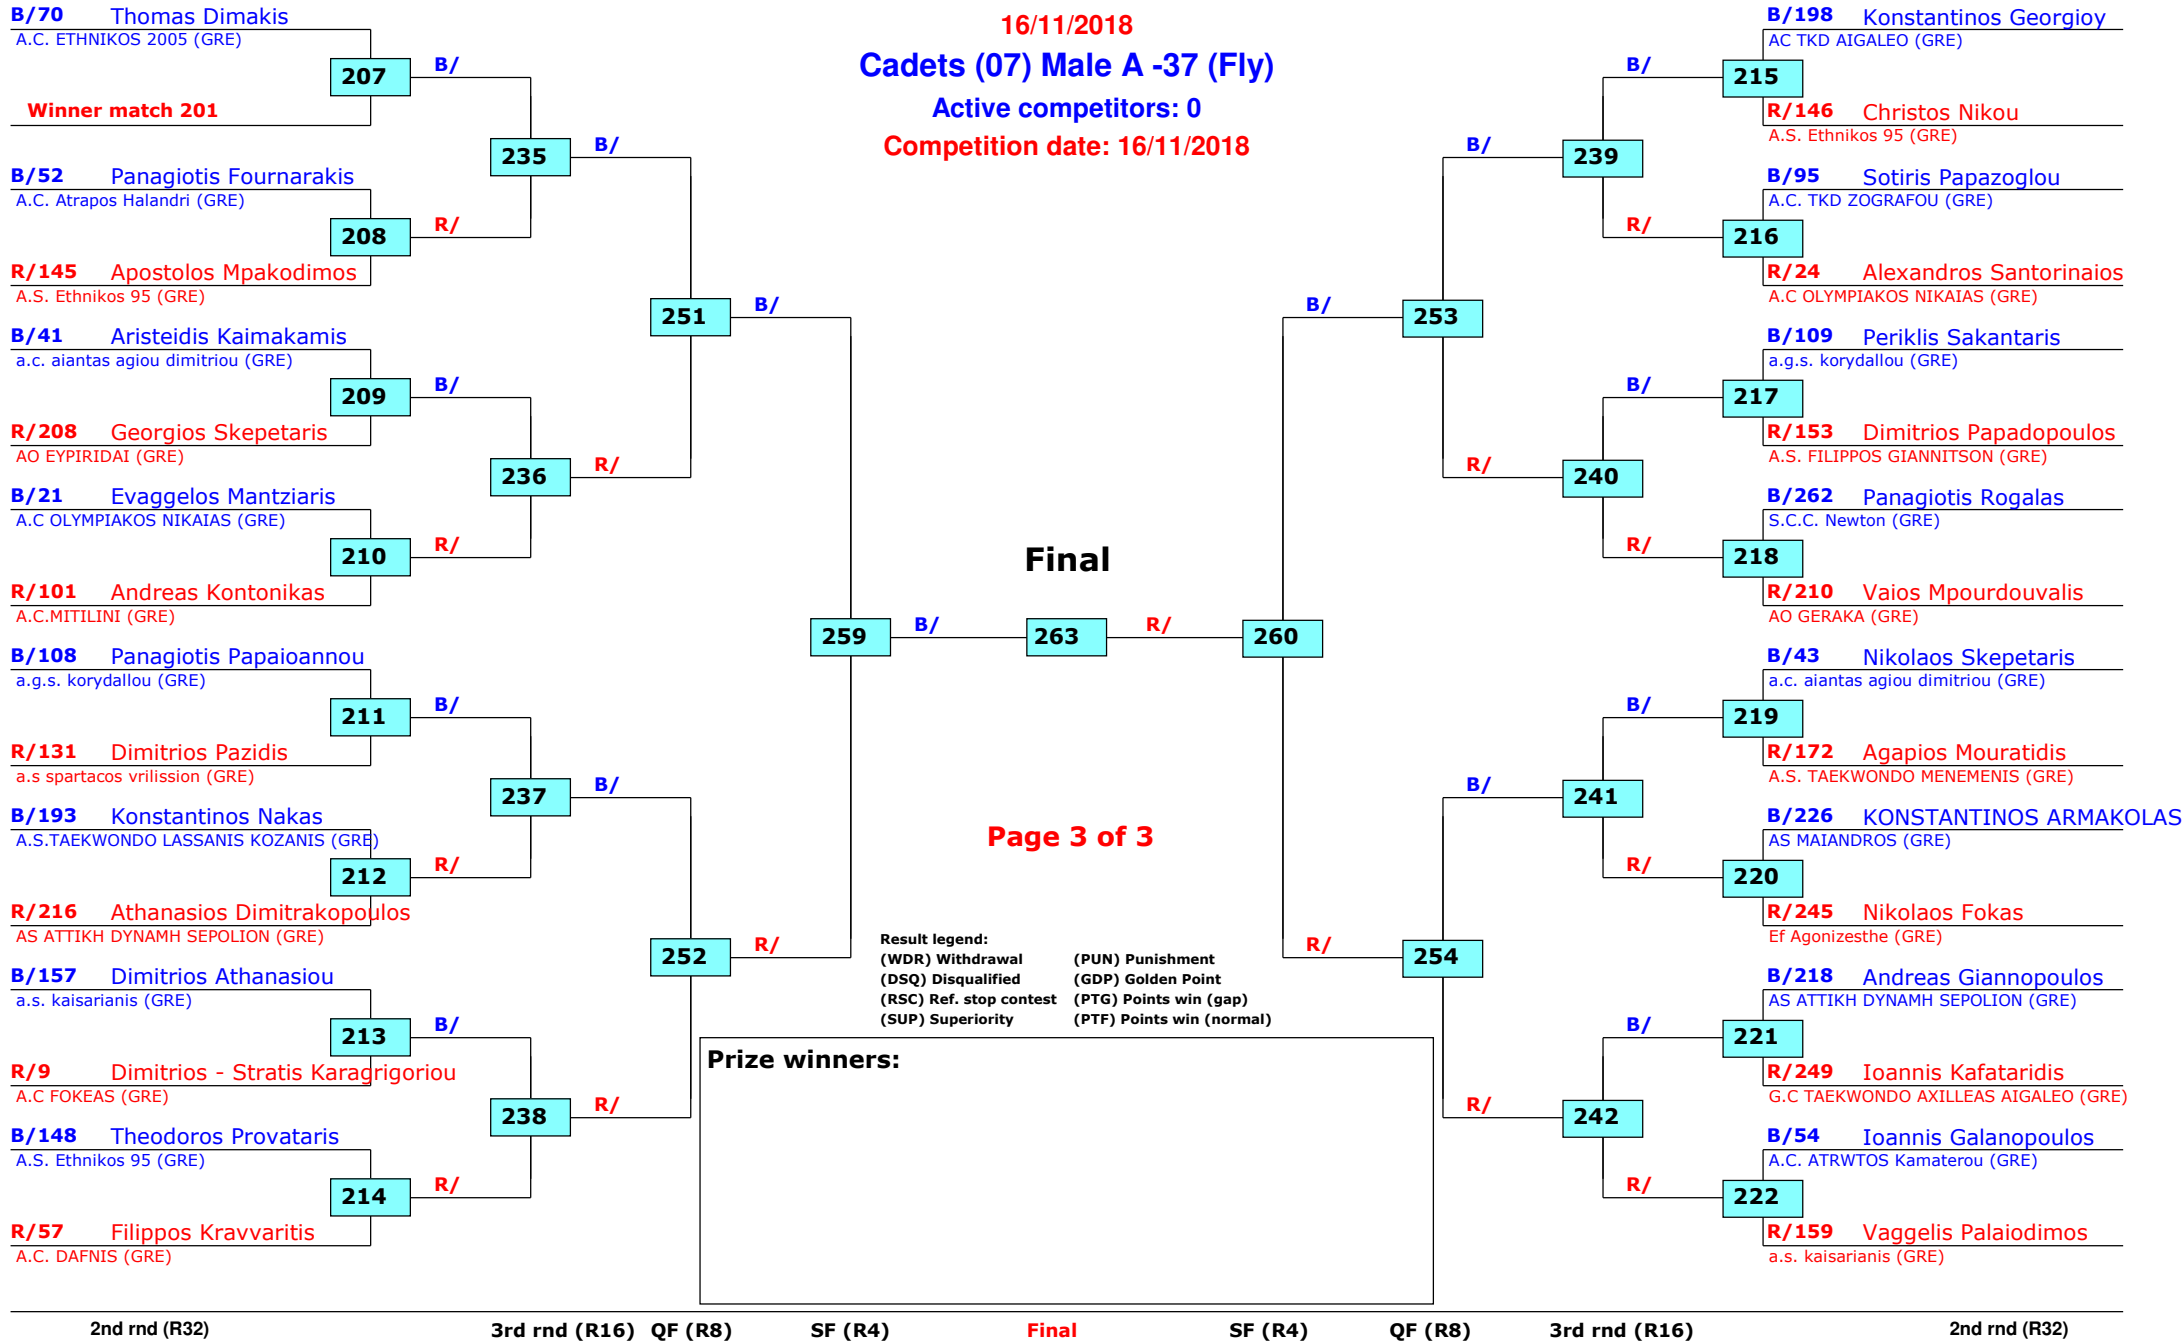 16/11/2018
Cadets (07) Male A -37 (Fly)
Active competitors: 0
Competition date: 16/11/2018
B/70 Thomas Dimakis
A.C. ETHNIKOS 2005 (GRE)
207 B/
Winner match 201
235 B/
B/52 Panagiotis Fournarakis
A.C. Atrapos Halandri (GRE)
208 R/
R/145 Apostolos Mpakodimos
A.S. Ethnikos 95 (GRE)
251 B/
B/41 Aristeidis Kaimakamis
a.c. aiantas agiou dimitriou (GRE)
209 B/
R/208 Georgios Skepetaris
AO EYPIRIDAI (GRE)
236 R/
B/21 Evaggelos Mantziaris
A.C OLYMPIAKOS NIKAIAS (GRE)
210 R/
R/101 Andreas Kontonikas
A.C.MITILINI (GRE)
259 B/
B/108 Panagiotis Papaioannou
a.g.s. korydallou (GRE)
211 B/
R/131 Dimitrios Pazidis
a.s spartacos vrilission (GRE)
237 B/
B/193 Konstantinos Nakas
A.S.TAEKWONDO LASSANIS KOZANIS (GRE)
212 R/
R/216 Athanasios Dimitrakopoulos
AS ATTIKH DYNAMH SEPOLION (GRE)
252 R/
B/157 Dimitrios Athanasiou
a.s. kaisarianis (GRE)
213 B/
R/9 Dimitrios - Stratis Karagrigoriou
A.C FOKEAS (GRE)
238 R/
B/148 Theodoros Provataris
A.S. Ethnikos 95 (GRE)
214 R/
R/57 Filippos Kravvaritis
A.C. DAFNIS (GRE)
Final
263
Page 3 of 3
Result legend:
(WDR) Withdrawal (PUN) Punishment
(DSQ) Disqualified (GDP) Golden Point
(RSC) Ref. stop contest (PTG) Points win (gap)
(SUP) Superiority (PTF) Points win (normal)
Prize winners:
B/198 Konstantinos Georgioy
AC TKD AIGALEO (GRE)
B/ 215
R/146 Christos Nikou
A.S. Ethnikos 95 (GRE)
B/ 239
B/95 Sotiris Papazoglou
A.C. TKD ZOGRAFOU (GRE)
R/ 216
R/24 Alexandros Santorinaios
A.C OLYMPIAKOS NIKAIAS (GRE)
B/ 253
B/109 Periklis Sakantaris
a.g.s. korydallou (GRE)
B/ 217
R/153 Dimitrios Papadopoulos
A.S. FILIPPOS GIANNITSON (GRE)
R/ 240
B/262 Panagiotis Rogalas
S.C.C. Newton (GRE)
R/ 218
R/210 Vaios Mpourdouvalis
AO GERAKA (GRE)
R/ 260
B/43 Nikolaos Skepetaris
a.c. aiantas agiou dimitriou (GRE)
B/ 219
R/172 Agapios Mouratidis
A.S. TAEKWONDO MENEMENIS (GRE)
B/ 241
B/226 KONSTANTINOS ARMAKOLAS
AS MAIANDROS (GRE)
R/ 220
R/245 Nikolaos Fokas
Ef Agonizesthe (GRE)
R/ 254
B/218 Andreas Giannopoulos
AS ATTIKH DYNAMH SEPOLION (GRE)
B/ 221
R/249 Ioannis Kafataridis
G.C TAEKWONDO AXILLEAS AIGALEO (GRE)
R/ 242
B/54 Ioannis Galanopoulos
A.C. ATRWTOS Kamaterou (GRE)
R/ 222
R/159 Vaggelis Palaiodimos
a.s. kaisarianis (GRE)
2nd rnd (R32) 3rd rnd (R16) QF (R8) SF (R4) Final SF (R4) QF (R8) 3rd rnd (R16) 2nd rnd (R32)